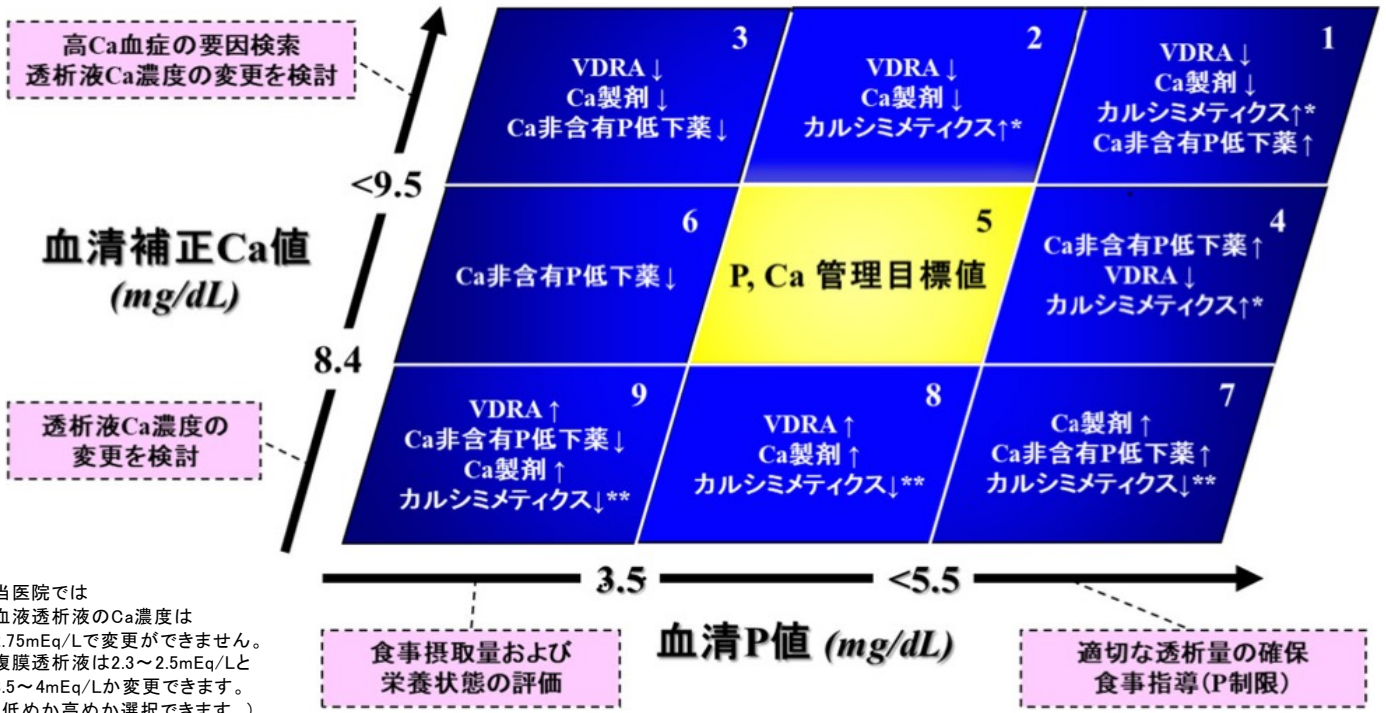 高Ca血症の要因検索
透析液Ca濃度の変更を検討
3
VDRA↓
Ca製剤↓
Ca非含有P低下薬↓
2
VDRA↓
Ca製剤↓
カルシミメティクス↑*
1
VDRA↓
Ca製剤↓
カルシミメティクス↑*
Ca非含有P低下薬↑
<9.5
血清補正Ca値
(mg/dL)
6
Ca非含有P低下薬↓
5
P, Ca 管理目標値
4
Ca非含有P低下薬↑
VDRA↓
カルシミメティクス↑*
8.4
透析液Ca濃度の
変更を検討
9
VDRA↑
Ca非含有P低下薬↓
Ca製剤↑
カルシミメティクス↓**
8
VDRA↑
Ca製剤↑
カルシミメティクス↓**
7
Ca製剤↑
Ca非含有P低下薬↑
カルシミメティクス↓**
3.5
<5.5
当医院では
血液透析液のCa濃度は
.75mEq/Lで変更ができません。
腹膜透析液は2.3～2.5mEq/Lと
.5～4mEq/Lか変更できます。
低めか高めか選択できます。)
食事摂取量および
栄養状態の評価
血清P値 (mg/dL)
適切な透析量の確保
食事指導(P制限)